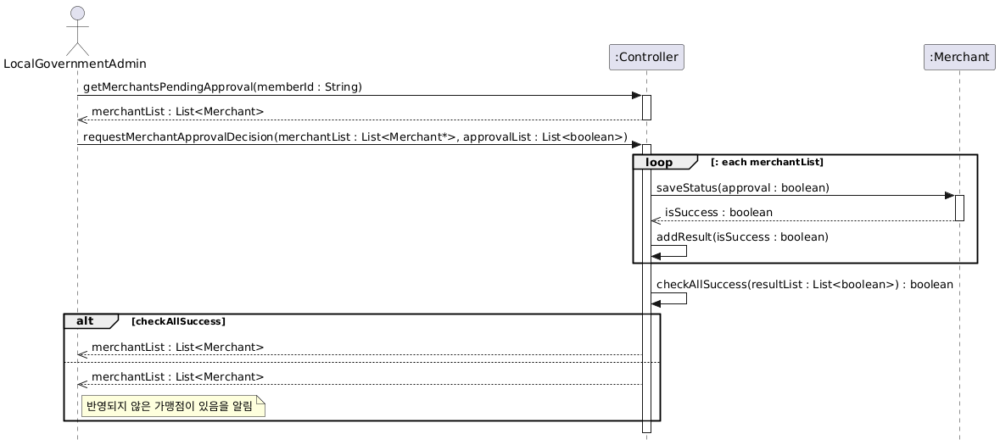 LocalGovernmentAdmin
:Controller
:Merchant
getMerchantsPendingApproval(memberId : String)
merchantList : List<Merchant>
requestMerchantApprovalDecision(merchantList : List<Merchant*>, approvalList : List<boolean>)
loop
[: each merchantList]
saveStatus(approval : boolean)
isSuccess : boolean
addResult(isSuccess : boolean)
checkAllSuccess(resultList : List<boolean>) : boolean
alt
[checkAllSuccess]
merchantList : List<Merchant>
merchantList : List<Merchant>
반영되지 않은 가맹점이 있음을 알림